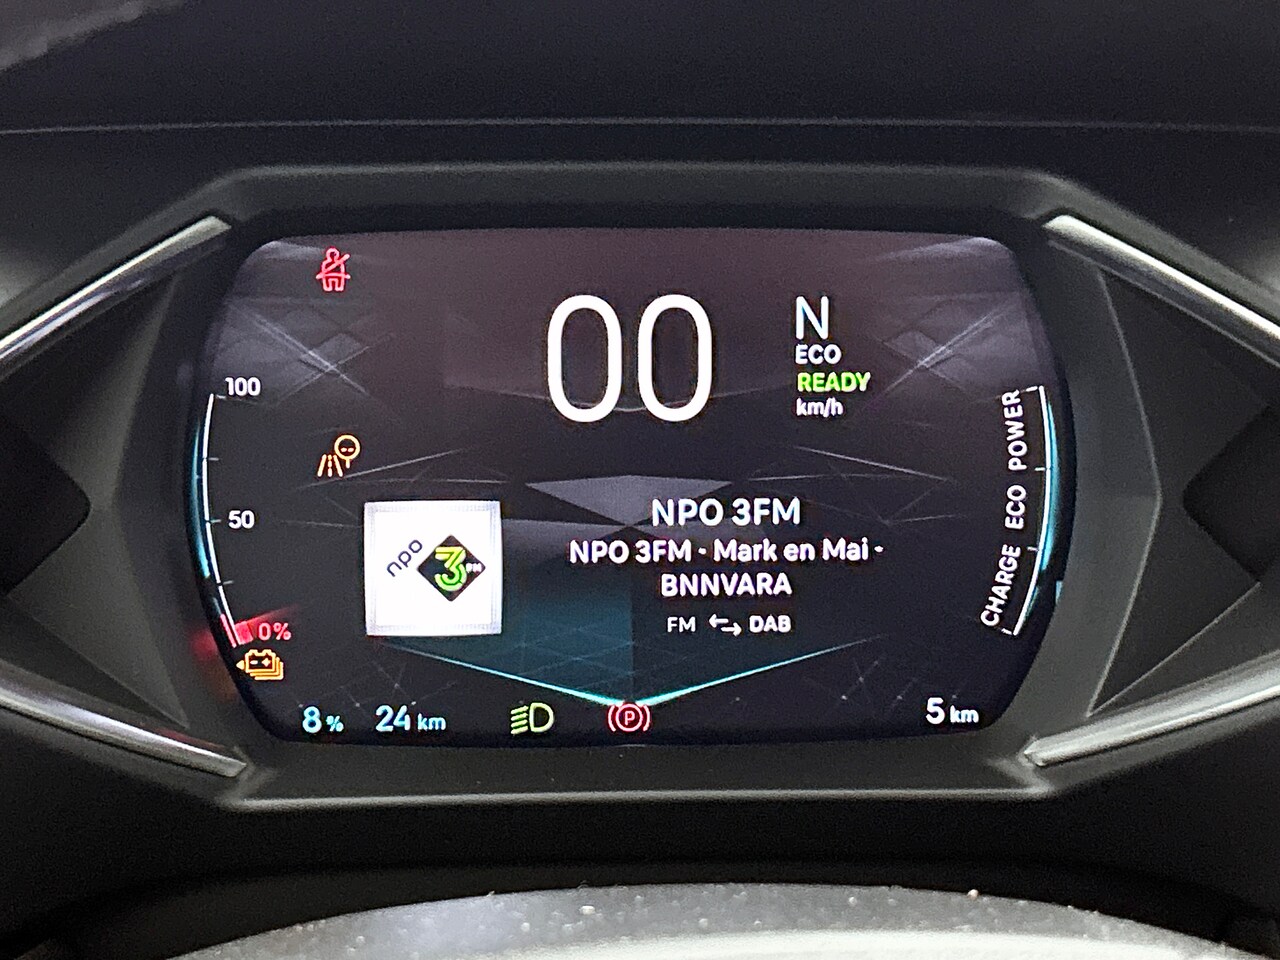 00
N
ECO
READY
km/h
100
50
0%
8 %
24 km
npo
3FM
NPO 3FM
NPO 3FM · Mark en Mai ·
BNNVARA
FM ⇆ DAB
P
5 km
CHARGE ECO POWER